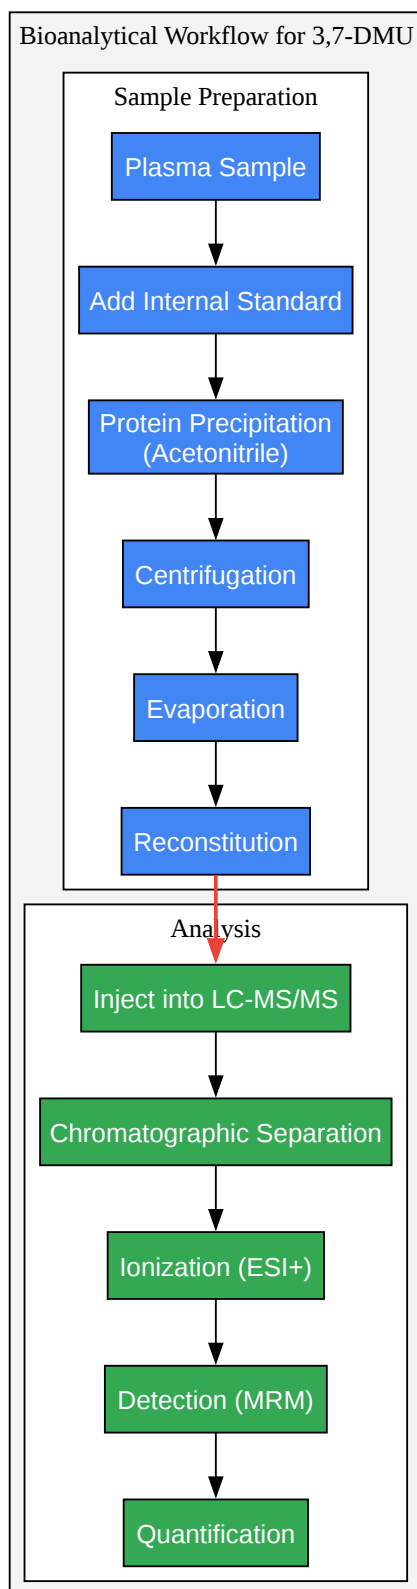 Bioanalytical Workflow for 3,7-DMU
Sample Preparation
Plasma Sample
Add Internal Standard
Protein Precipitation
(Acetonitrile)
Centrifugation
Evaporation
Reconstitution
Analysis
Inject into LC-MS/MS
Chromatographic Separation
Ionization (ESI+)
Detection (MRM)
Quantification